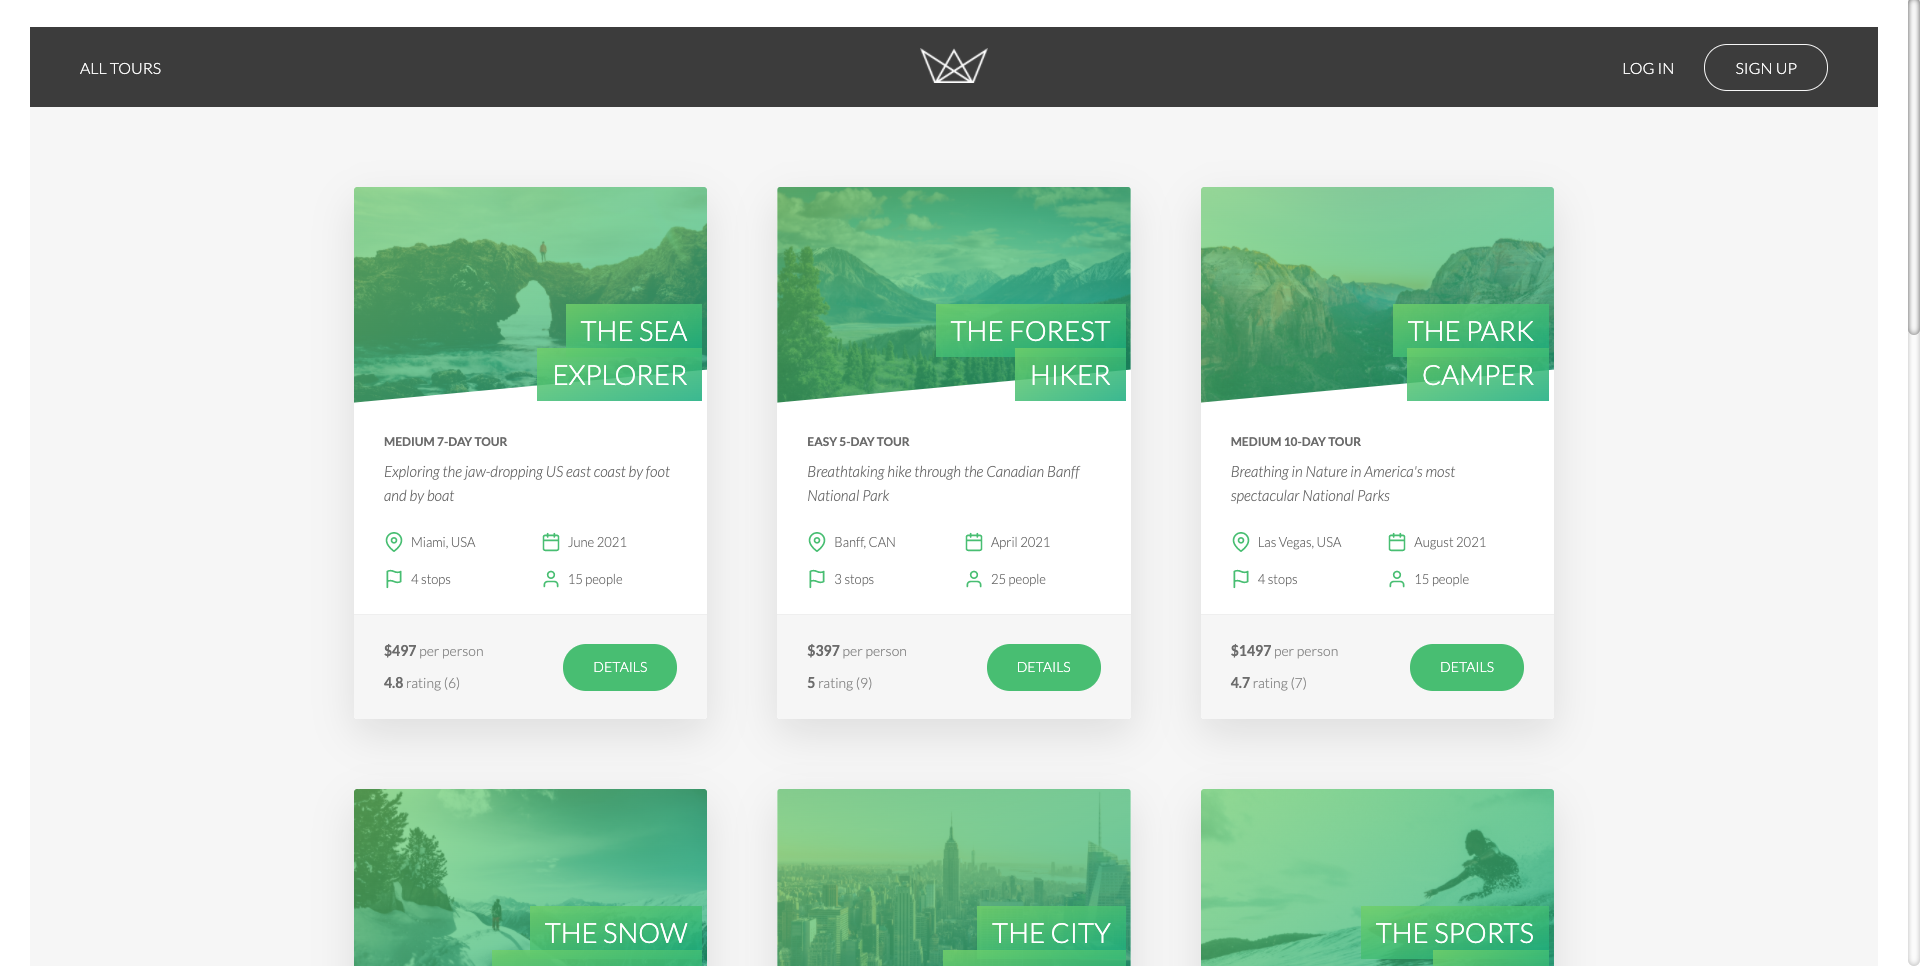 ALL TOURS
LOG IN
SIGN UP
THE SEA
EXPLORER
MEDIUM 7-DAY TOUR
Exploring the jaw-dropping US east coast by foot
and by boat
Miami, USA
June 2021
4 stops
15 people
$497 per person
4.8 rating (6)
DETAILS
THE FOREST
HIKER
EASY 5-DAY TOUR
Breathtaking hike through the Canadian Banff
National Park
Banff, CAN
April 2021
3 stops
25 people
$397 per person
5 rating (9)
DETAILS
THE PARK
CAMPER
MEDIUM 10-DAY TOUR
Breathing in Nature in America's most
spectacular National Parks
Las Vegas, USA
August 2021
4 stops
15 people
$1497 per person
4.7 rating (7)
DETAILS
THE SNOW
THE CITY
THE SPORTS